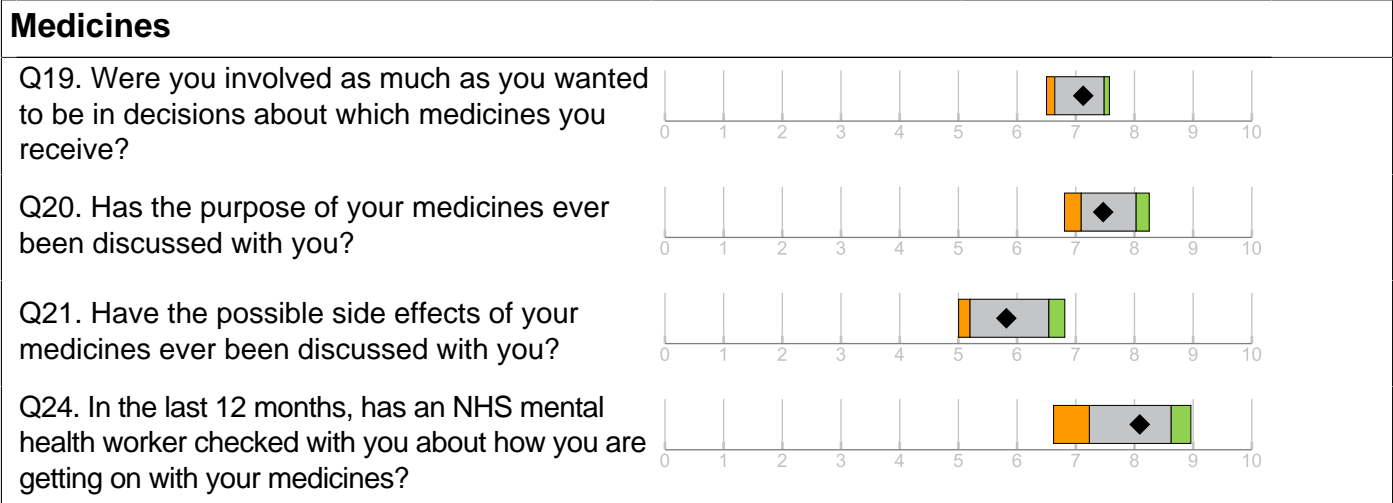 Medicines
Q19. Were you involved as much as you wanted
to be in decisions about which medicines you
receive?
0 1 2 3 4 5 6 7 8 9 10
Q20. Has the purpose of your medicines ever
been discussed with you?
0 1 2 3 4 5 6 7 8 9 10
Q21. Have the possible side effects of your
medicines ever been discussed with you?
0 1 2 3 4 5 6 7 8 9 10
Q24. In the last 12 months, has an NHS mental
health worker checked with you about how you are
getting on with your medicines?
0 1 2 3 4 5 6 7 8 9 10